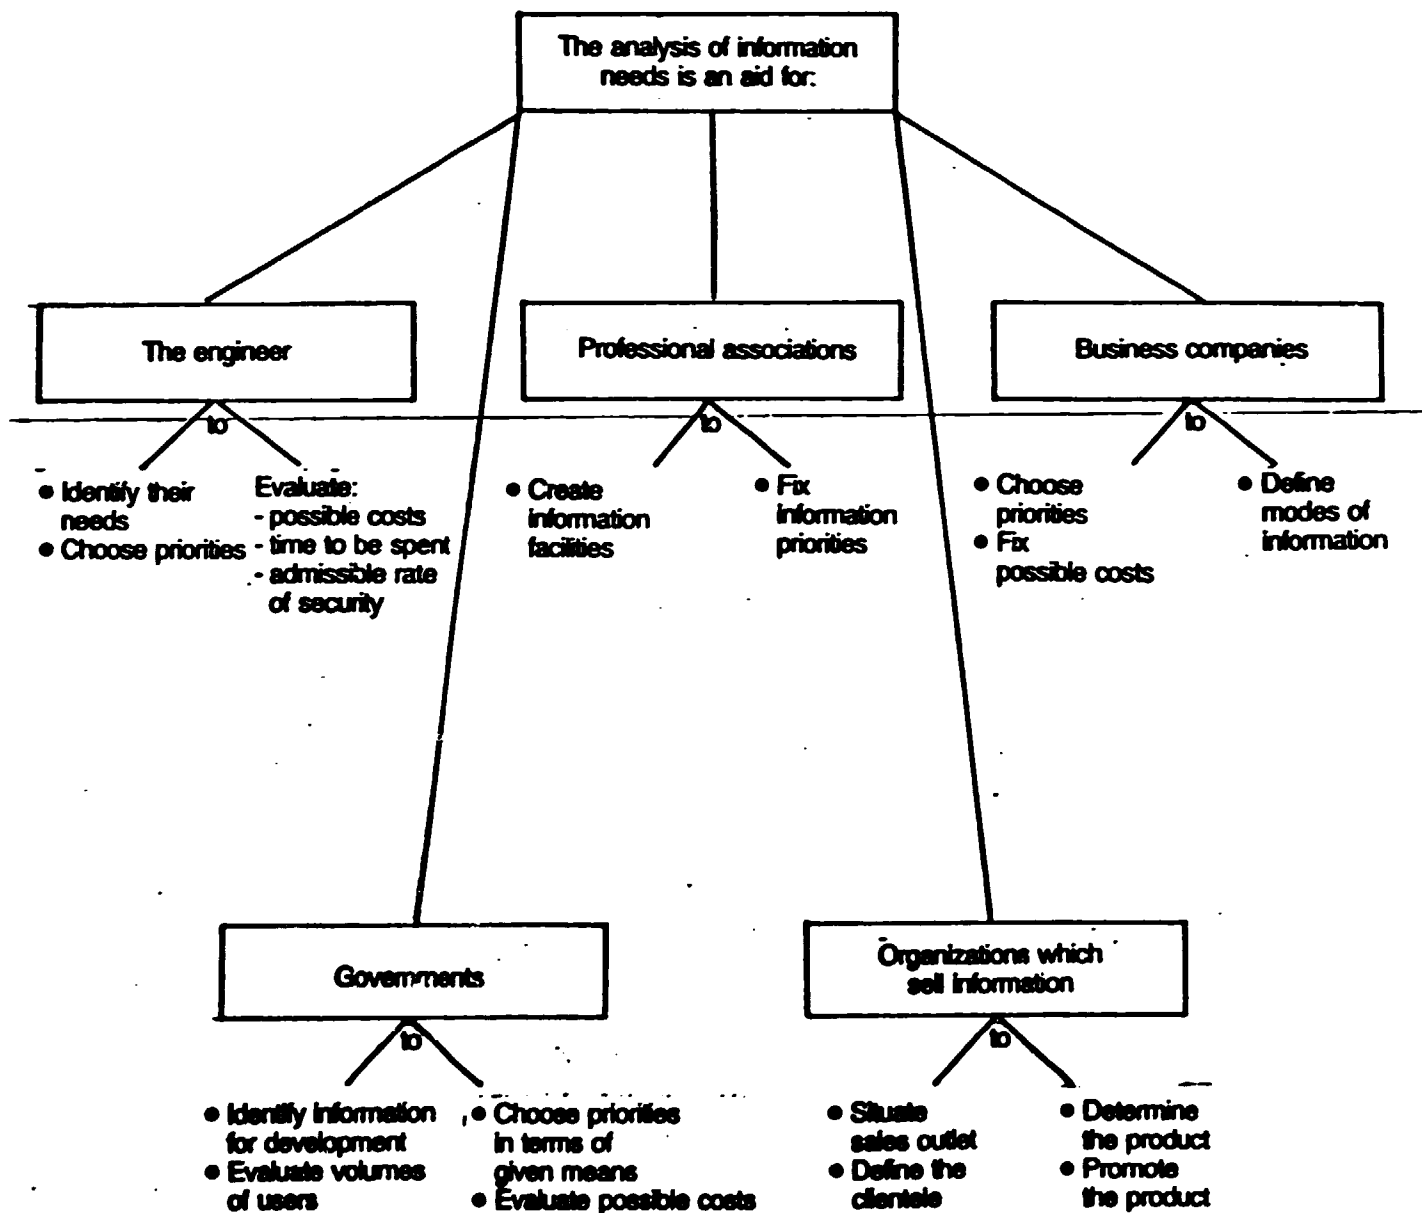 The analysis of information
needs is an aid for:
The engineer
to
• Identify their
needs
• Choose priorities
Evaluate:
- possible costs
- time to be spent
- admissible rate
of security
Professional associations
to
• Create
information
facilities
• Fix
information
priorities
Business companies
to
• Choose
priorities
• Fix
possible costs
• Define
modes of
information
Governments
to
• Identify information
for development
• Evaluate volumes
of users
• Choose priorities
in terms of
given means
• Evaluate possible costs
Organizations which
sell information
to
• Situate
sales outlet
• Define the
clientele
• Determine
the product
• Promote
the product